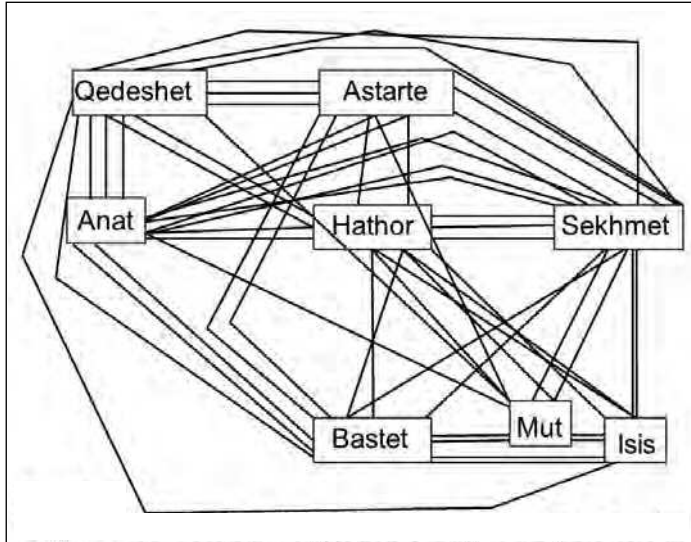 Qedeshet
Astarte
Anat
Hathor
Sekhmet
Bastet
Mut
Isis